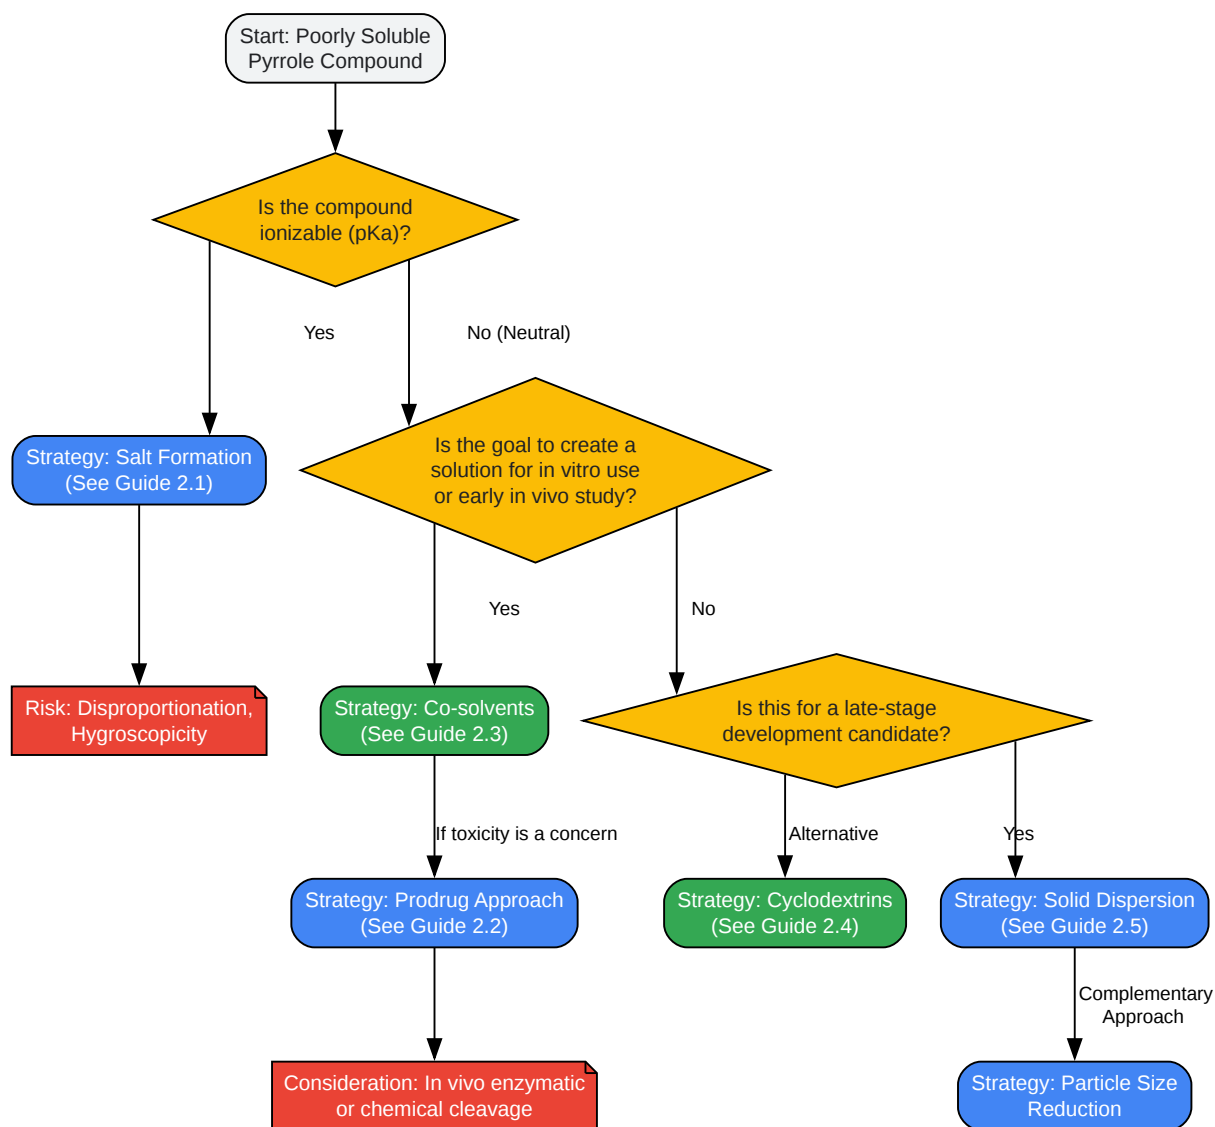 Start: Poorly Soluble
Pyrrole Compound
Is the compound
ionizable (pKa)?
Yes
No (Neutral)
Strategy: Salt Formation
(See Guide 2.1)
Is the goal to create a
solution for in vitro use
or early in vivo study?
Yes
No
Risk: Disproportionation,
Hygroscopicity
Strategy: Co-solvents
(See Guide 2.3)
Is this for a late-stage
development candidate?
If toxicity is a concern
Alternative
Yes
Strategy: Prodrug Approach
(See Guide 2.2)
Strategy: Cyclodextrins
(See Guide 2.4)
Strategy: Solid Dispersion
(See Guide 2.5)
Complementary
Approach
Consideration: In vivo enzymatic
or chemical cleavage
Strategy: Particle Size
Reduction